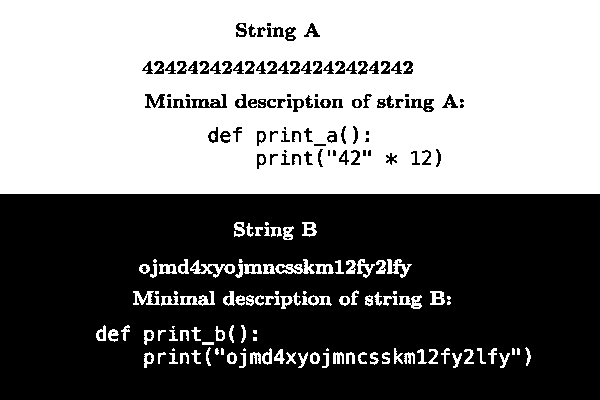 String A
424242424242424242424242
Minimal description of string A:
def print_a():
    print("42" * 12)
String B
ojmd4xyojmncsskm12fy2lfy
Minimal description of string B:
def print_b():
    print("ojmd4xyojmncsskm12fy2lfy")